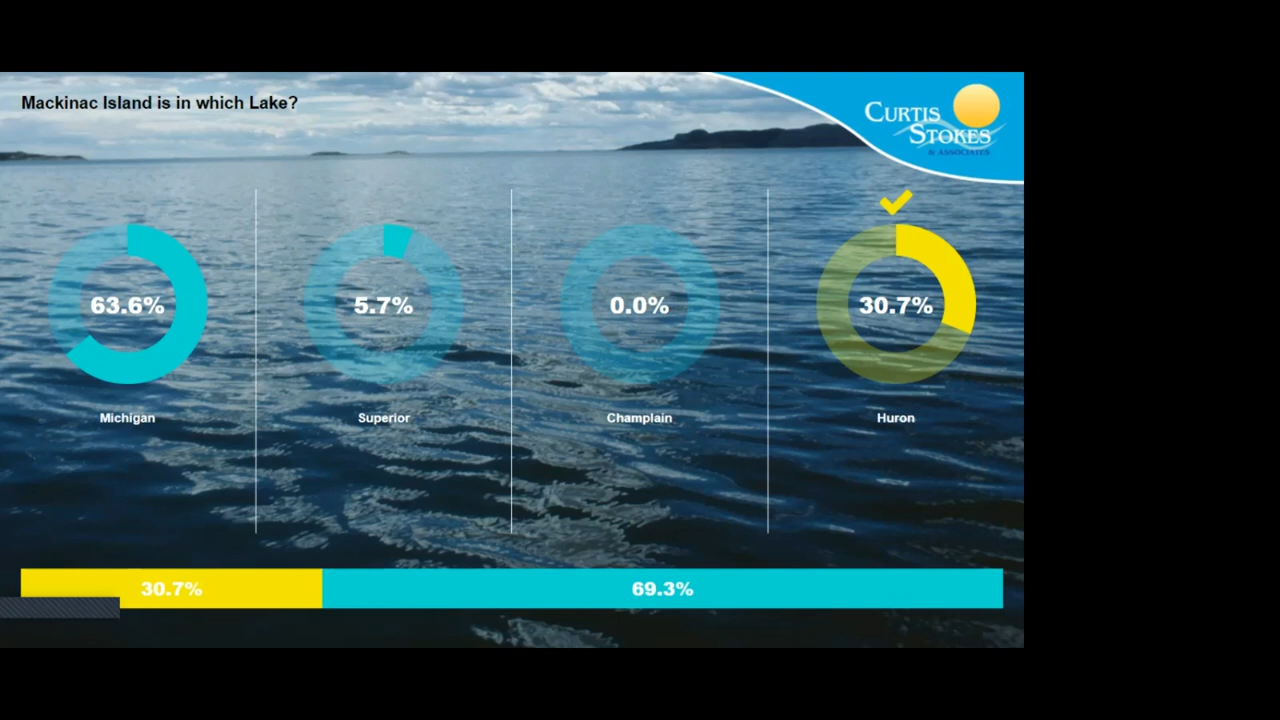 Mackinac Island is in which Lake?
CURTIS
STOKES
& ASSOCIATES
63.6%
5.7%
0.0%
30.7%
Michigan
Superior
Champlain
Huron
30.7%
69.3%